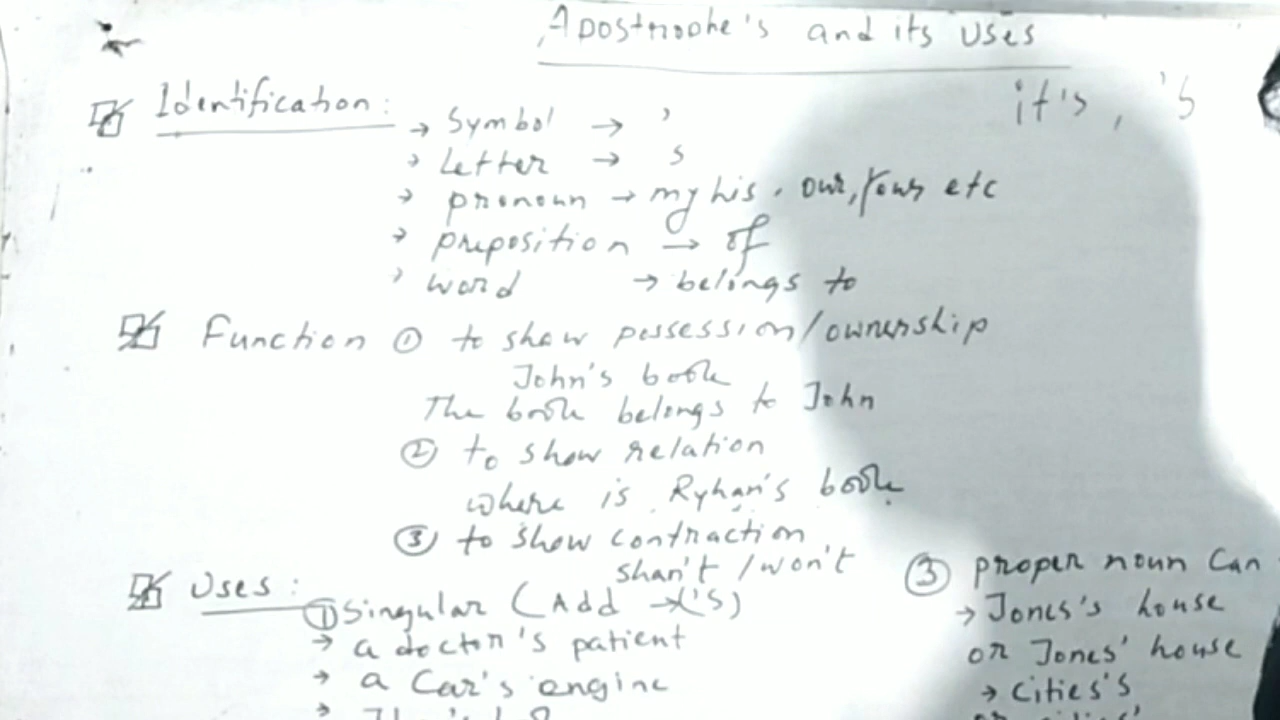 Apostrophe's and its uses
it's, 's
Identification:
→ Symbol → '
→ Letter → s
→ pronoun → my his, our, your etc
→ preposition → of
→ word → belongs to
Function ① to show possession/ownership
John's book
The book belongs to John
② to show relation
where is Ryhan's book
③ to show contraction
shan't / won't
Uses:
① Singular (Add → 's)
→ a doctor's patient
→ a Car's engine
③ proper noun Can
→ Jones's house
or Jones' house
→ Cities's